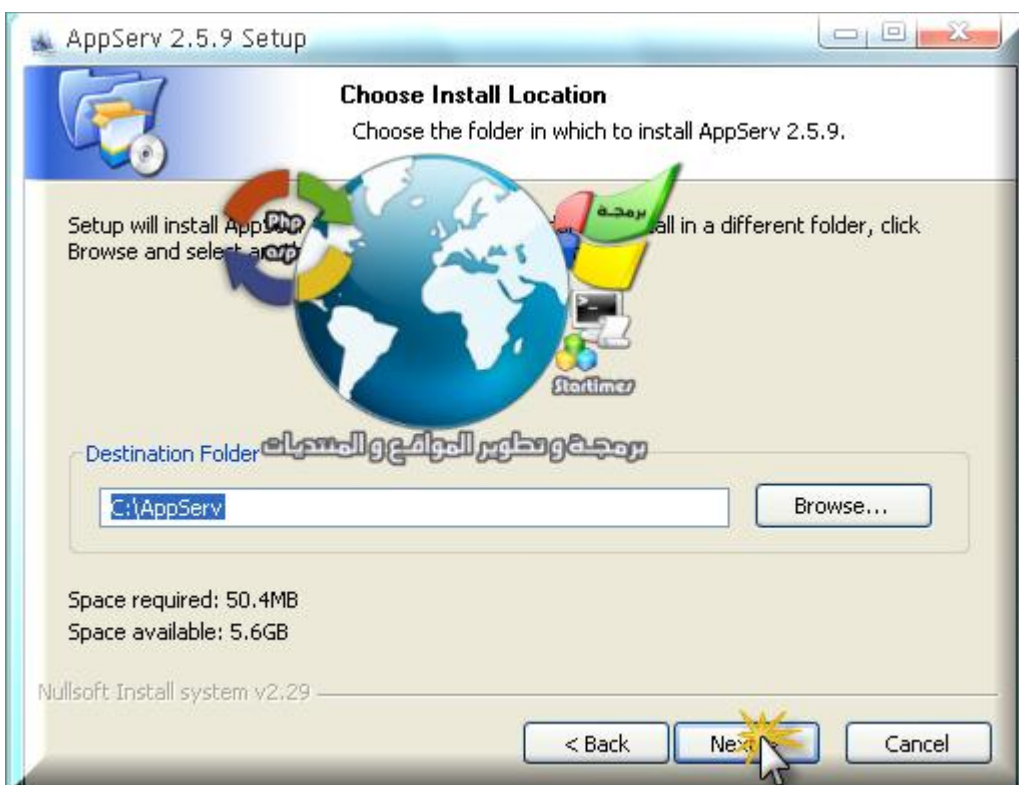 AppServ 2.5.9 Setup
Choose Install Location
Choose the folder in which to install AppServ 2.5.9.
Setup will install in a different folder, click
Browse and select
Php
برمجة
asp
Startimes
برمجة و تطوير المواقع و المنتديات
Destination Folder
C:\AppServ
Browse...
Space required: 50.4MB
Space available: 5.6GB
Nullsoft Install system v2.29
< Back
Cancel